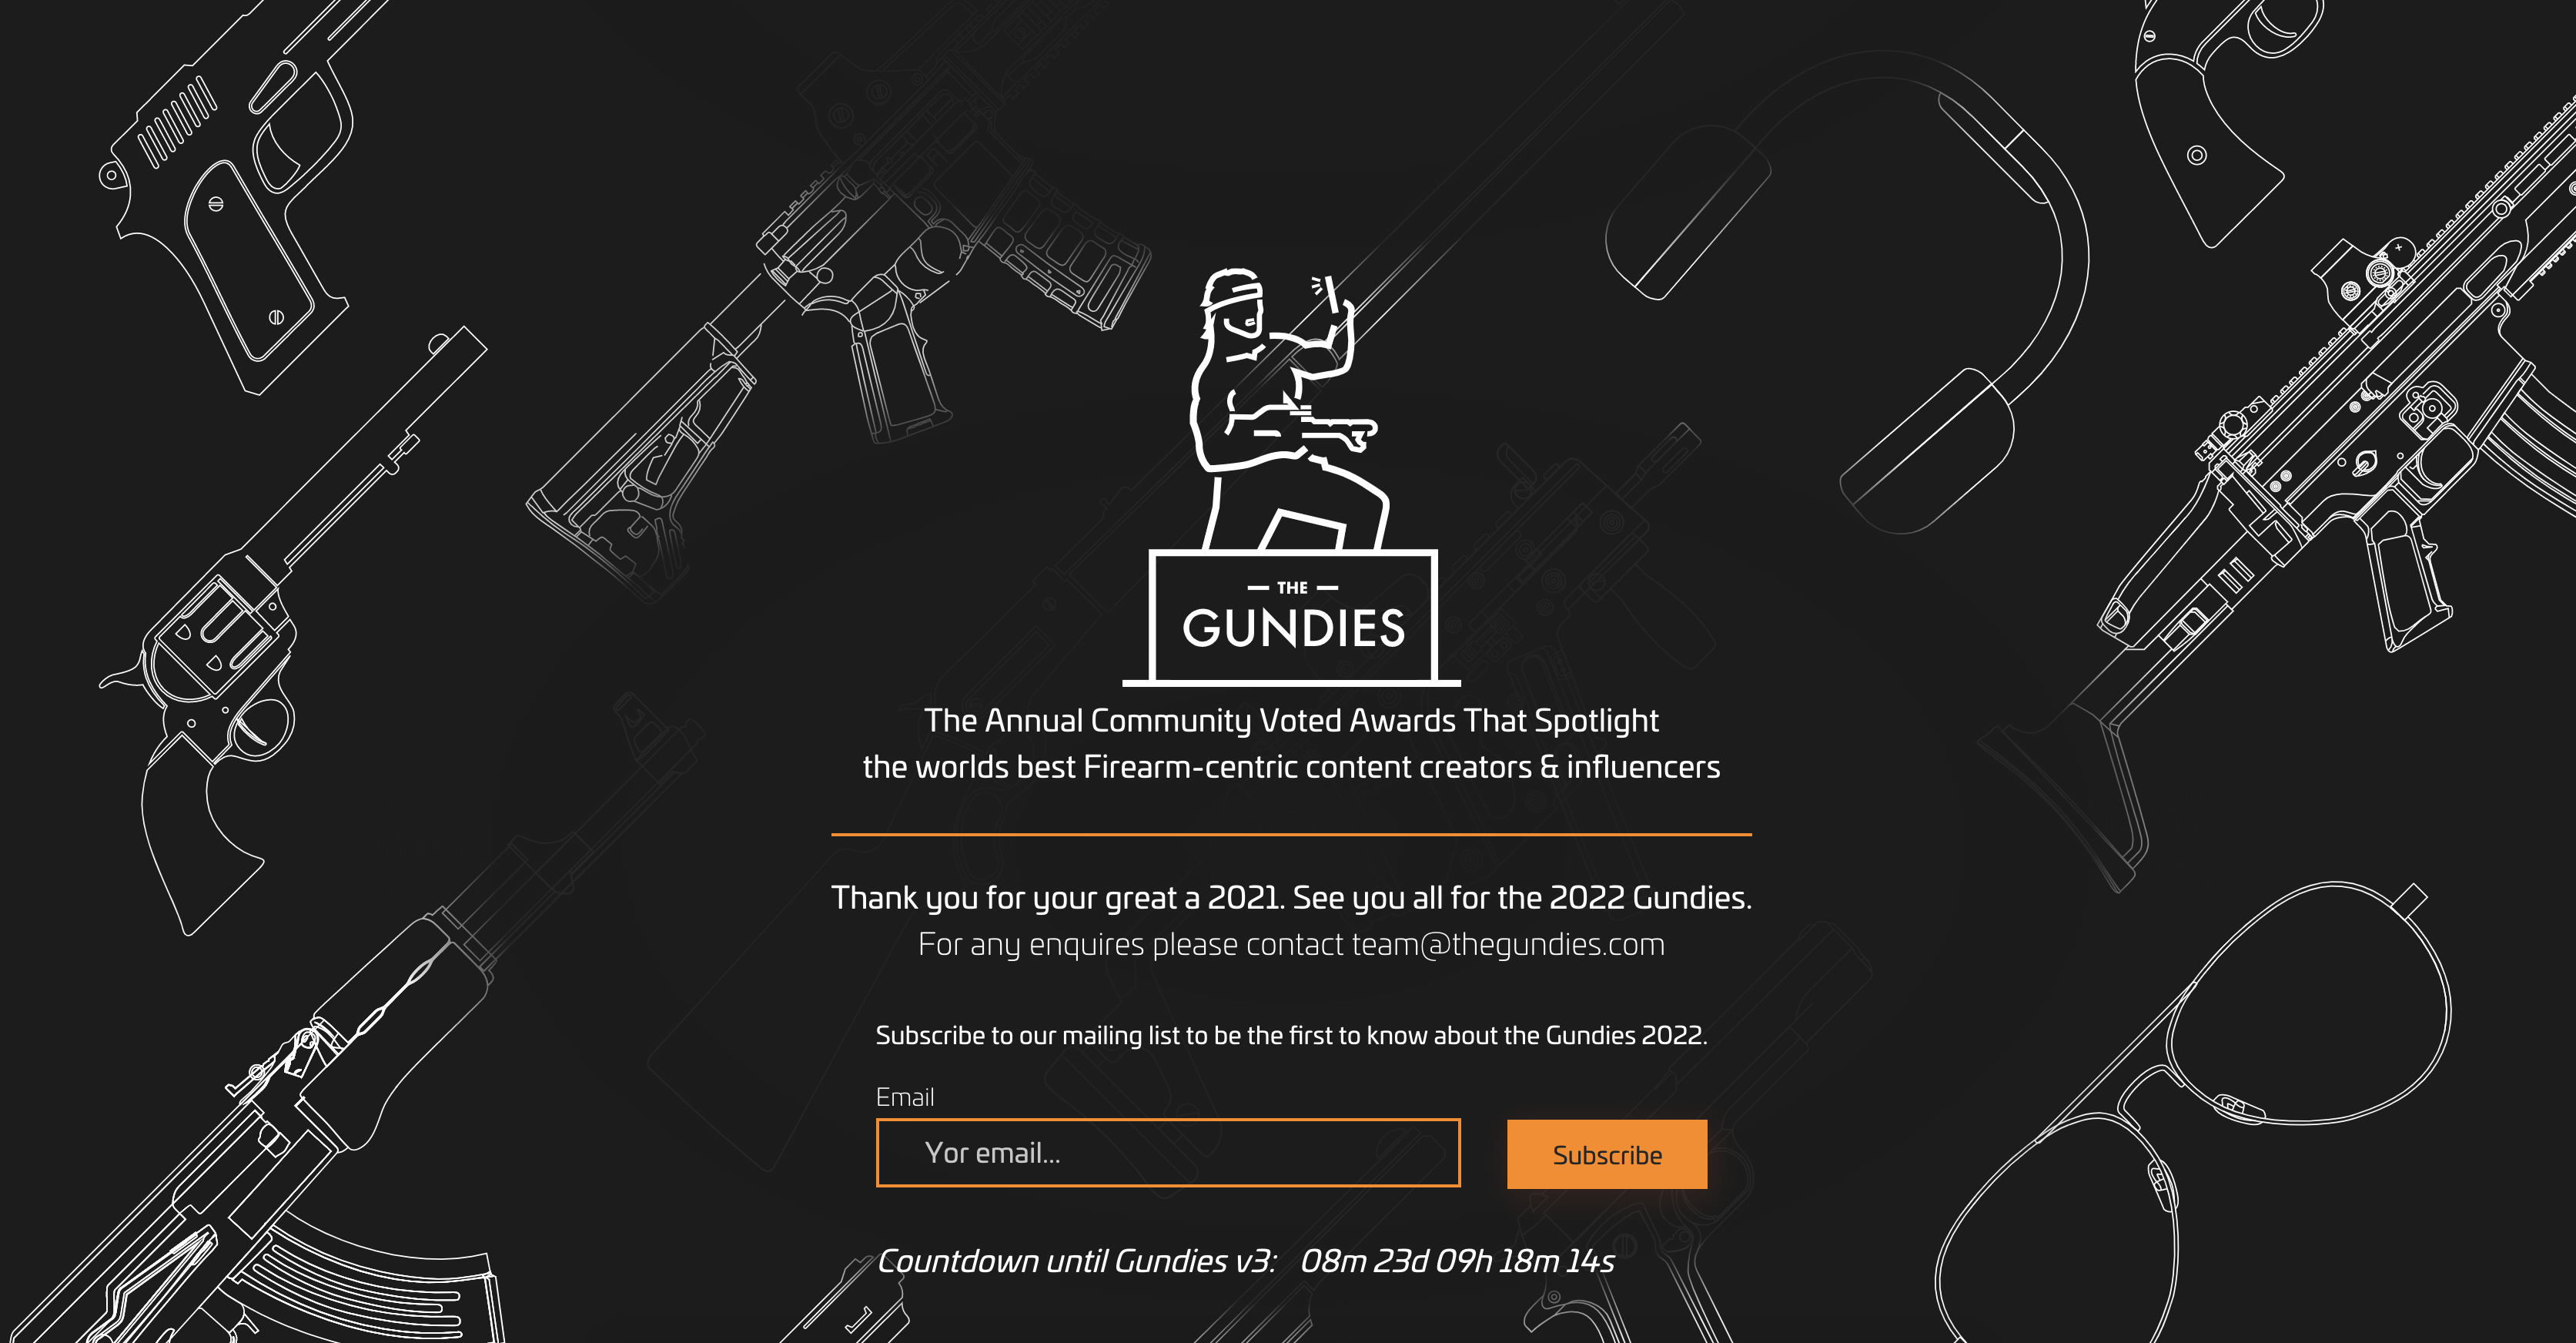 THE
GUNDIES
The Annual Community Voted Awards That Spotlight
the worlds best Firearm-centric content creators & influencers
Thank you for your great a 2021. See you all for the 2022 Gundies.
For any enquires please contact team@thegundies.com
Subscribe to our mailing list to be the first to know about the Gundies 2022.
Email
Yor email...
Subscribe
Countdown until Gundies v3: 08m 23d 09h 18m 14s